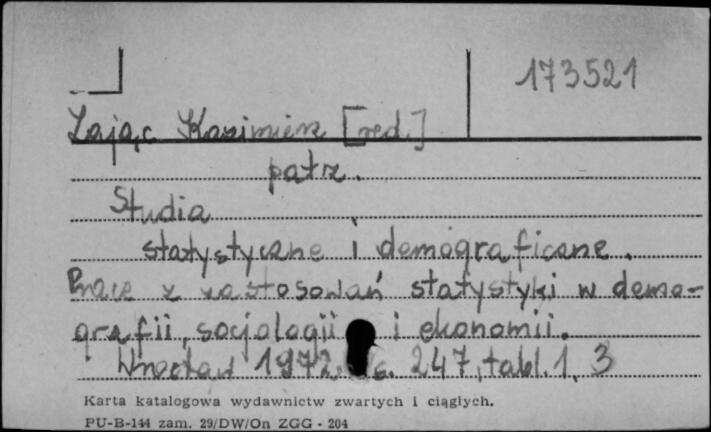 173521
Zając Kazimierz [red.]
patrz.
Studia
statystyczne i demograficzne.
Prace z zastosowań statystyki w demo-
grafii, socjologii i ekonomii.
Wrocław 1972. s. 247, tabl. 1. 3
Karta katalogowa wydawnictw zwartych i ciągłych.
PU-B-144 zam. 29/DW/On ZGG - 204